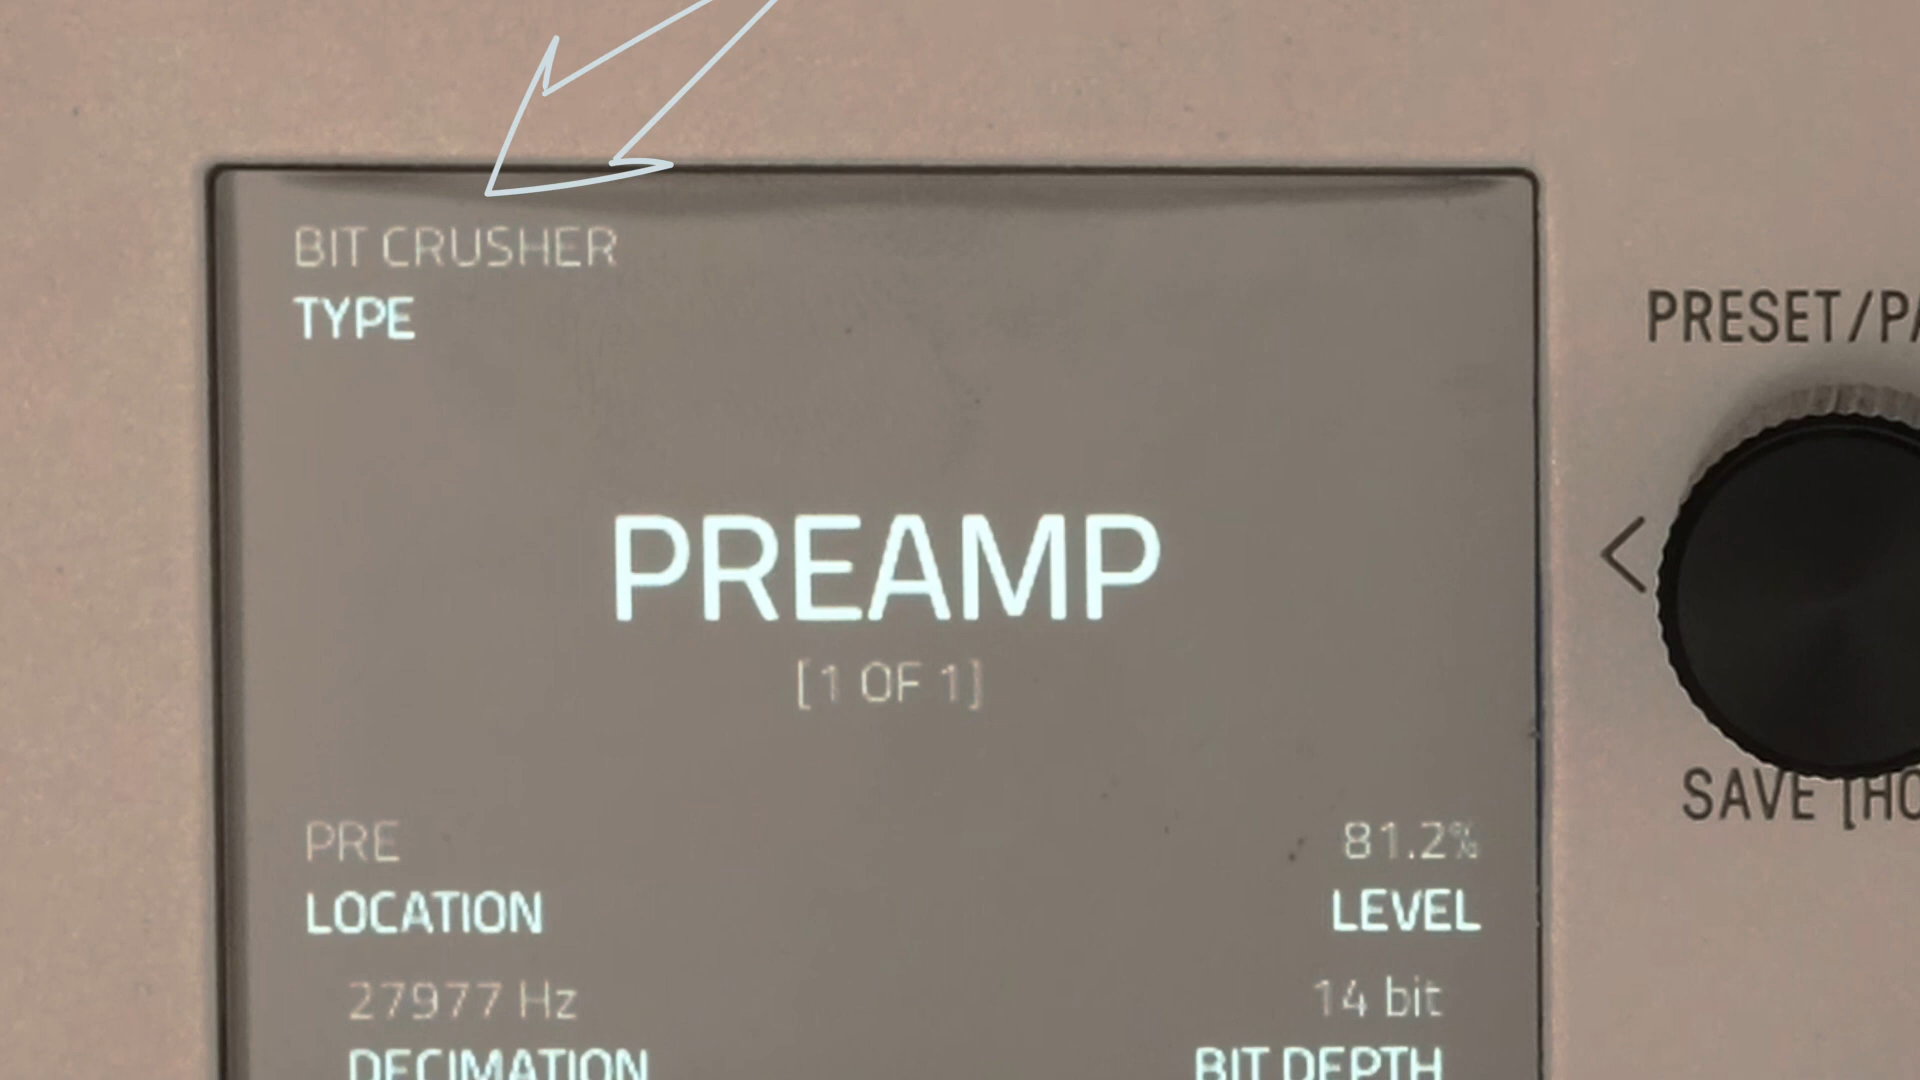 BIT CRUSHER
TYPE
PRESET/PA
PREAMP
[1 OF 1]
<
SAVE [HO
PRE
81.2%
LOCATION
LEVEL
27977 Hz
14 bit
DECIMATION
BIT DEPTH